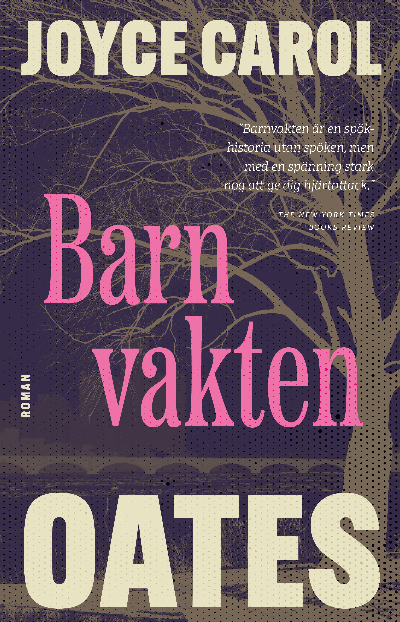 JOYCE CAROL
"Barnvakten är en spök-
historia utan spöken, men
med en spänning stark
nog att ge dig hjärtattack."
THE NEW YORK TIMES
BOOKS REVIEW
Barn
vakten
ROMAN
OATES